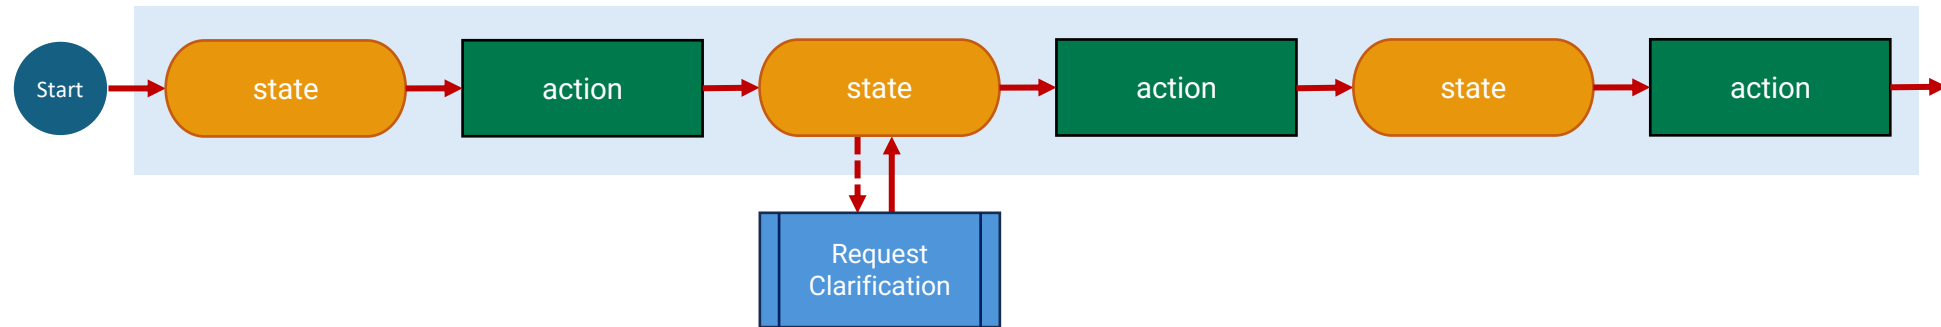 Start
state
action
state
action
state
action
Request
Clarification